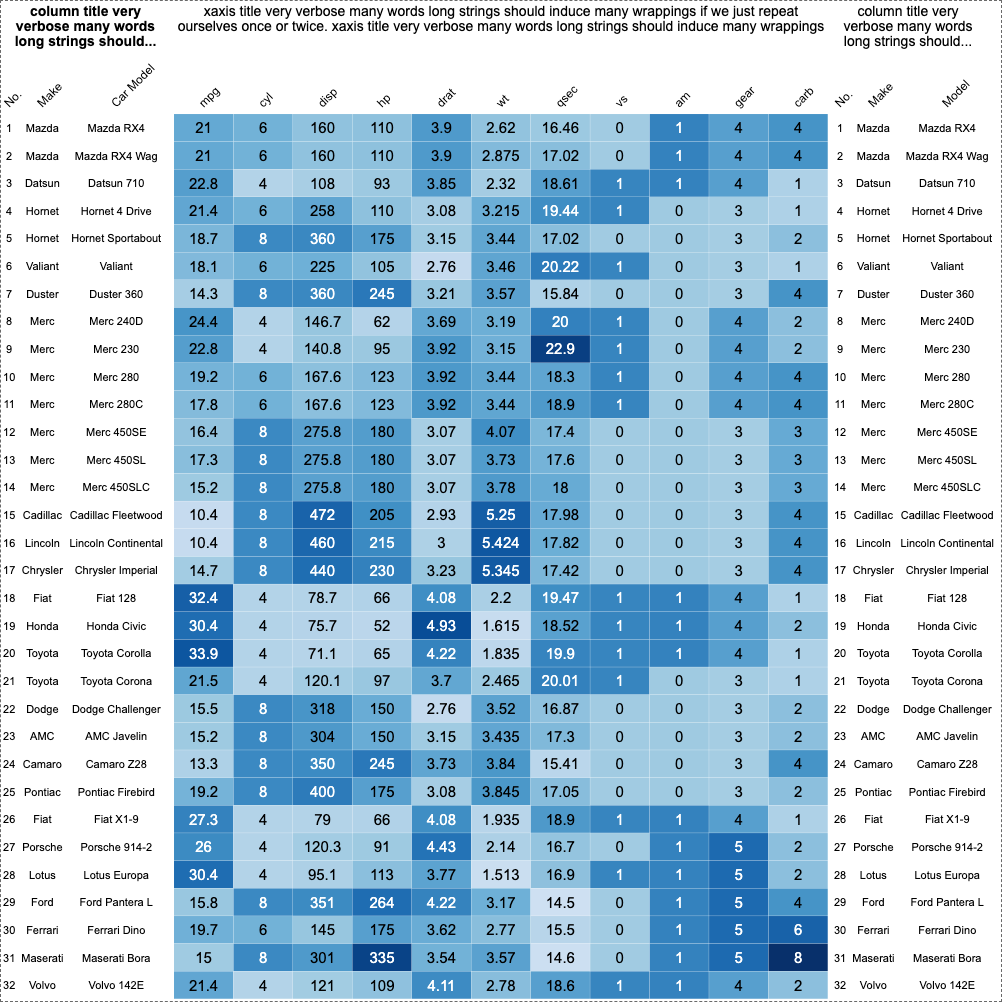 column title very
verbose many words
long strings should...
xaxis title very verbose many words long strings should induce many wrappings if we just repeat
ourselves once or twice. xaxis title very verbose many words long strings should induce many wrappings
column title very
verbose many words
long strings should...
No. Make Car Model mpg cyl disp hp drat wt qsec vs am gear carb No. Make Model
1 Mazda Mazda RX4 21 6 160 110 3.9 2.62 16.46 0 1 4 4 1 Mazda Mazda RX4
2 Mazda Mazda RX4 Wag 21 6 160 110 3.9 2.875 17.02 0 1 4 4 2 Mazda Mazda RX4 Wag
3 Datsun Datsun 710 22.8 4 108 93 3.85 2.32 18.61 1 1 4 1 3 Datsun Datsun 710
4 Hornet Hornet 4 Drive 21.4 6 258 110 3.08 3.215 19.44 1 0 3 1 4 Hornet Hornet 4 Drive
5 Hornet Hornet Sportabout 18.7 8 360 175 3.15 3.44 17.02 0 0 3 2 5 Hornet Hornet Sportabout
6 Valiant Valiant 18.1 6 225 105 2.76 3.46 20.22 1 0 3 1 6 Valiant Valiant
7 Duster Duster 360 14.3 8 360 245 3.21 3.57 15.84 0 0 3 4 7 Duster Duster 360
8 Merc Merc 240D 24.4 4 146.7 62 3.69 3.19 20 1 0 4 2 8 Merc Merc 240D
9 Merc Merc 230 22.8 4 140.8 95 3.92 3.15 22.9 1 0 4 2 9 Merc Merc 230
10 Merc Merc 280 19.2 6 167.6 123 3.92 3.44 18.3 1 0 4 4 10 Merc Merc 280
11 Merc Merc 280C 17.8 6 167.6 123 3.92 3.44 18.9 1 0 4 4 11 Merc Merc 280C
12 Merc Merc 450SE 16.4 8 275.8 180 3.07 4.07 17.4 0 0 3 3 12 Merc Merc 450SE
13 Merc Merc 450SL 17.3 8 275.8 180 3.07 3.73 17.6 0 0 3 3 13 Merc Merc 450SL
14 Merc Merc 450SLC 15.2 8 275.8 180 3.07 3.78 18 0 0 3 3 14 Merc Merc 450SLC
15 Cadillac Cadillac Fleetwood 10.4 8 472 205 2.93 5.25 17.98 0 0 3 4 15 Cadillac Cadillac Fleetwood
16 Lincoln Lincoln Continental 10.4 8 460 215 3 5.424 17.82 0 0 3 4 16 Lincoln Lincoln Continental
17 Chrysler Chrysler Imperial 14.7 8 440 230 3.23 5.345 17.42 0 0 3 4 17 Chrysler Chrysler Imperial
18 Fiat Fiat 128 32.4 4 78.7 66 4.08 2.2 19.47 1 1 4 1 18 Fiat Fiat 128
19 Honda Honda Civic 30.4 4 75.7 52 4.93 1.615 18.52 1 1 4 2 19 Honda Honda Civic
20 Toyota Toyota Corolla 33.9 4 71.1 65 4.22 1.835 19.9 1 1 4 1 20 Toyota Toyota Corolla
21 Toyota Toyota Corona 21.5 4 120.1 97 3.7 2.465 20.01 1 0 3 1 21 Toyota Toyota Corona
22 Dodge Dodge Challenger 15.5 8 318 150 2.76 3.52 16.87 0 0 3 2 22 Dodge Dodge Challenger
23 AMC AMC Javelin 15.2 8 304 150 3.15 3.435 17.3 0 0 3 2 23 AMC AMC Javelin
24 Camaro Camaro Z28 13.3 8 350 245 3.73 3.84 15.41 0 0 3 4 24 Camaro Camaro Z28
25 Pontiac Pontiac Firebird 19.2 8 400 175 3.08 3.845 17.05 0 0 3 2 25 Pontiac Pontiac Firebird
26 Fiat Fiat X1-9 27.3 4 79 66 4.08 1.935 18.9 1 1 4 1 26 Fiat Fiat X1-9
27 Porsche Porsche 914-2 26 4 120.3 91 4.43 2.14 16.7 0 1 5 2 27 Porsche Porsche 914-2
28 Lotus Lotus Europa 30.4 4 95.1 113 3.77 1.513 16.9 1 1 5 2 28 Lotus Lotus Europa
29 Ford Ford Pantera L 15.8 8 351 264 4.22 3.17 14.5 0 1 5 4 29 Ford Ford Pantera L
30 Ferrari Ferrari Dino 19.7 6 145 175 3.62 2.77 15.5 0 1 5 6 30 Ferrari Ferrari Dino
31 Maserati Maserati Bora 15 8 301 335 3.54 3.57 14.6 0 1 5 8 31 Maserati Maserati Bora
32 Volvo Volvo 142E 21.4 4 121 109 4.11 2.78 18.6 1 1 4 2 32 Volvo Volvo 142E